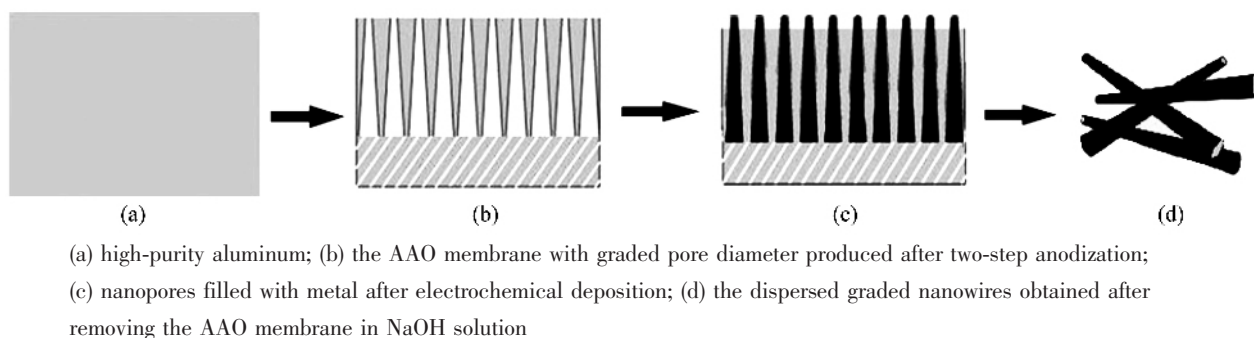 (a) (b) (c) (d)
(a) high-purity aluminum; (b) the AAO membrane with graded pore diameter produced after two-step anodization;
(c) nanopores filled with metal after electrochemical deposition; (d) the dispersed graded nanowires obtained after
removing the AAO membrane in NaOH solution